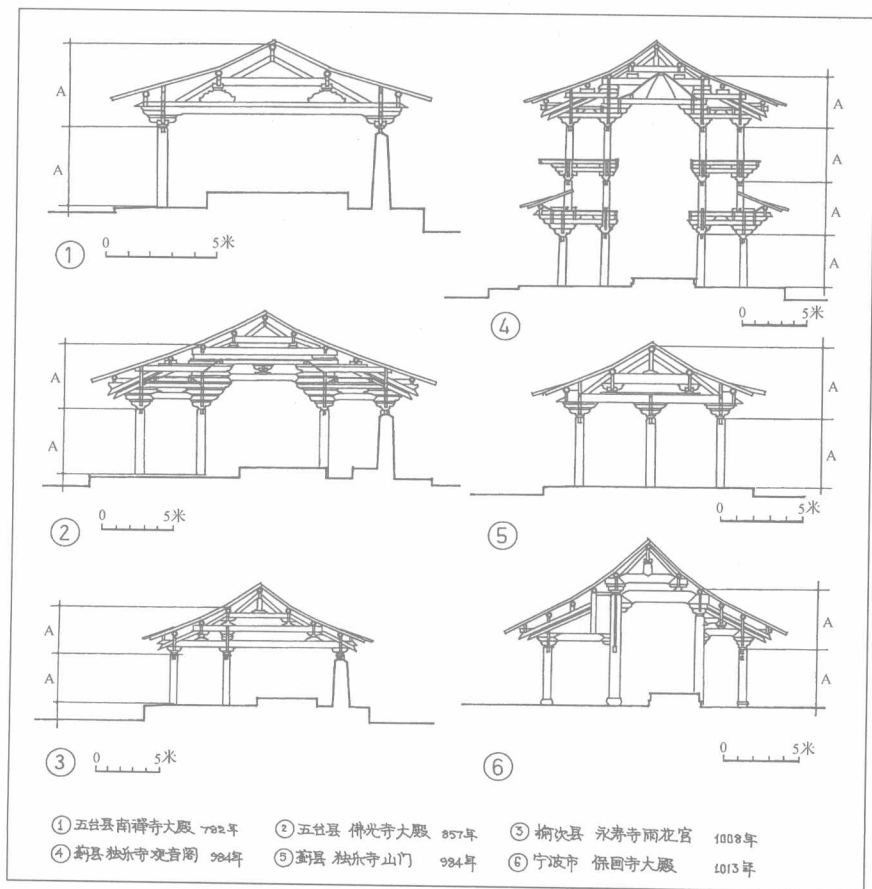 A
A
① 0 5米
A
A
② 0 5米
A
A
③ 0 5米
A
A
A
A
④ 0 5米
A
A
⑤ 0 5米
A
A
⑥ 0 5米
①五台县南禅寺大殿 782年 ②五台县 佛光寺大殿 857年 ③榆次县 永寿寺雨花宫 1008年
④蓟县独乐寺观音阁 984年 ⑤蓟县 独乐寺山门 984年 ⑥宁波市 保国寺大殿 1013年